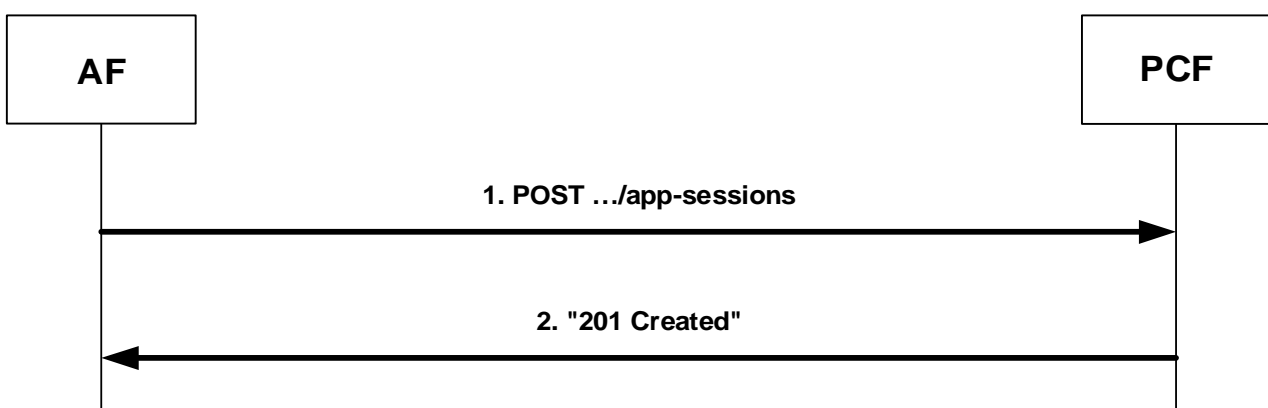 AF
PCF
1. POST …/app-sessions
2. "201 Created"